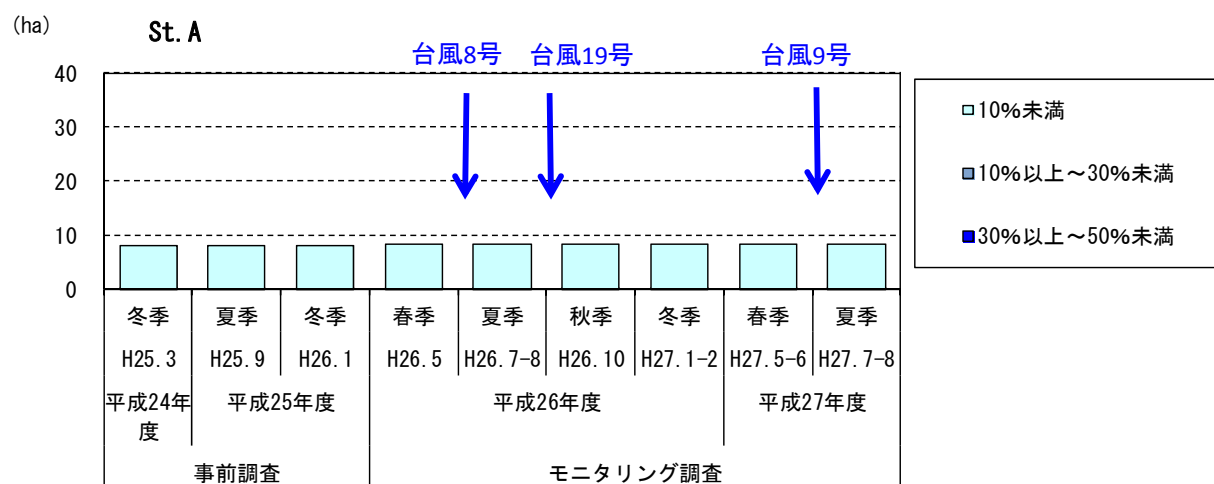 (ha)
St.A
台風8号 台風19号 台風9号
40
30
20
10
0
10%未満
10%以上～30%未満
30%以上～50%未満
冬季 夏季 冬季 春季 夏季 秋季 冬季 春季 夏季
H25.3 H25.9 H26.1 H26.5 H26.7-8 H26.10 H27.1-2 H27.5-6 H27.7-8
平成24年度 平成25年度 平成26年度 平成27年度
事前調査 モニタリング調査